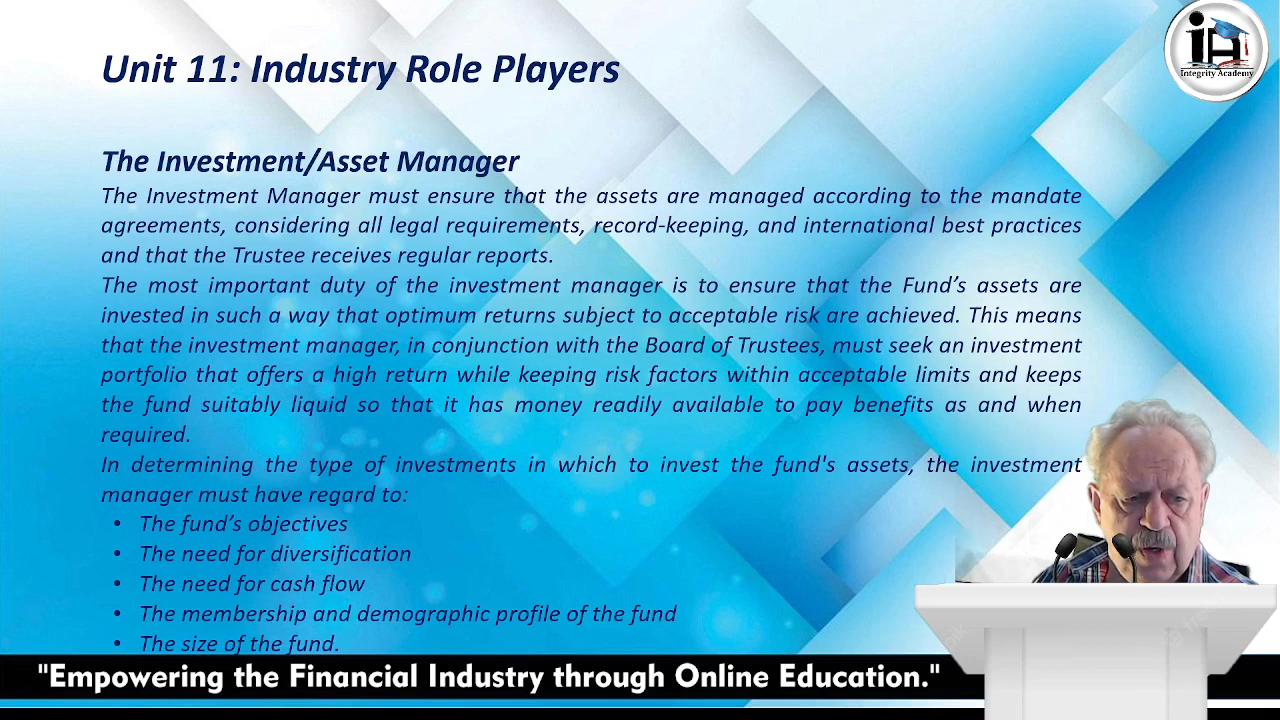 Unit 11: Industry Role Players
Integrity Academy
The Investment/Asset Manager
The Investment Manager must ensure that the assets are managed according to the mandate
agreements, considering all legal requirements, record-keeping, and international best practices
and that the Trustee receives regular reports.
The most important duty of the investment manager is to ensure that the Fund’s assets are
invested in such a way that optimum returns subject to acceptable risk are achieved. This means
that the investment manager, in conjunction with the Board of Trustees, must seek an investment
portfolio that offers a high return while keeping risk factors within acceptable limits and keeps
the fund suitably liquid so that it has money readily available to pay benefits as and when
required.
In determining the type of investments in which to invest the fund's assets, the investment
manager must have regard to:
• The fund’s objectives
• The need for diversification
• The need for cash flow
• The membership and demographic profile of the fund
• The size of the fund.
"Empowering the Financial Industry through Online Education."